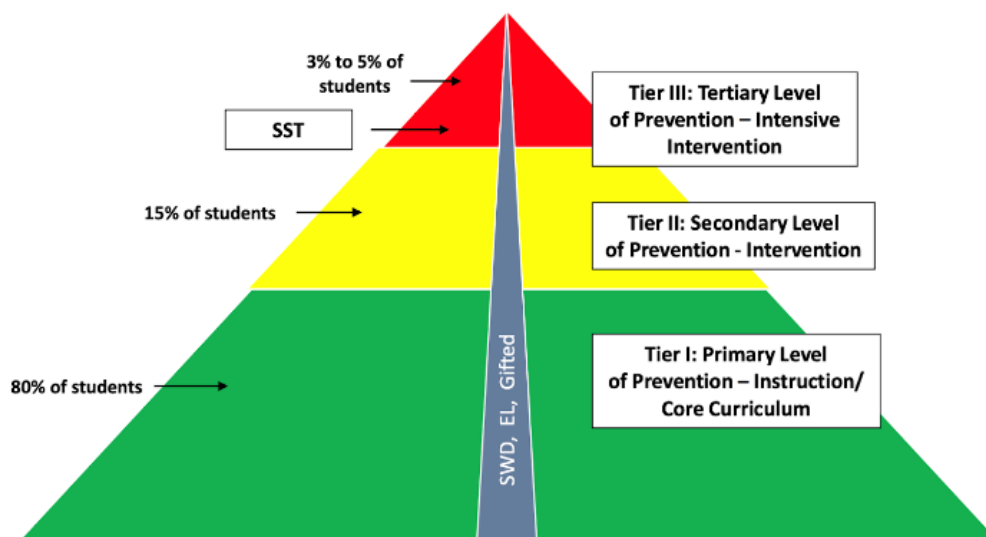 3% to 5% of
students
SST
15% of students
80% of students
Tier III: Tertiary Level
of Prevention – Intensive
Intervention
Tier II: Secondary Level
of Prevention - Intervention
Tier I: Primary Level
of Prevention – Instruction/
Core Curriculum
SWD, EL, Gifted